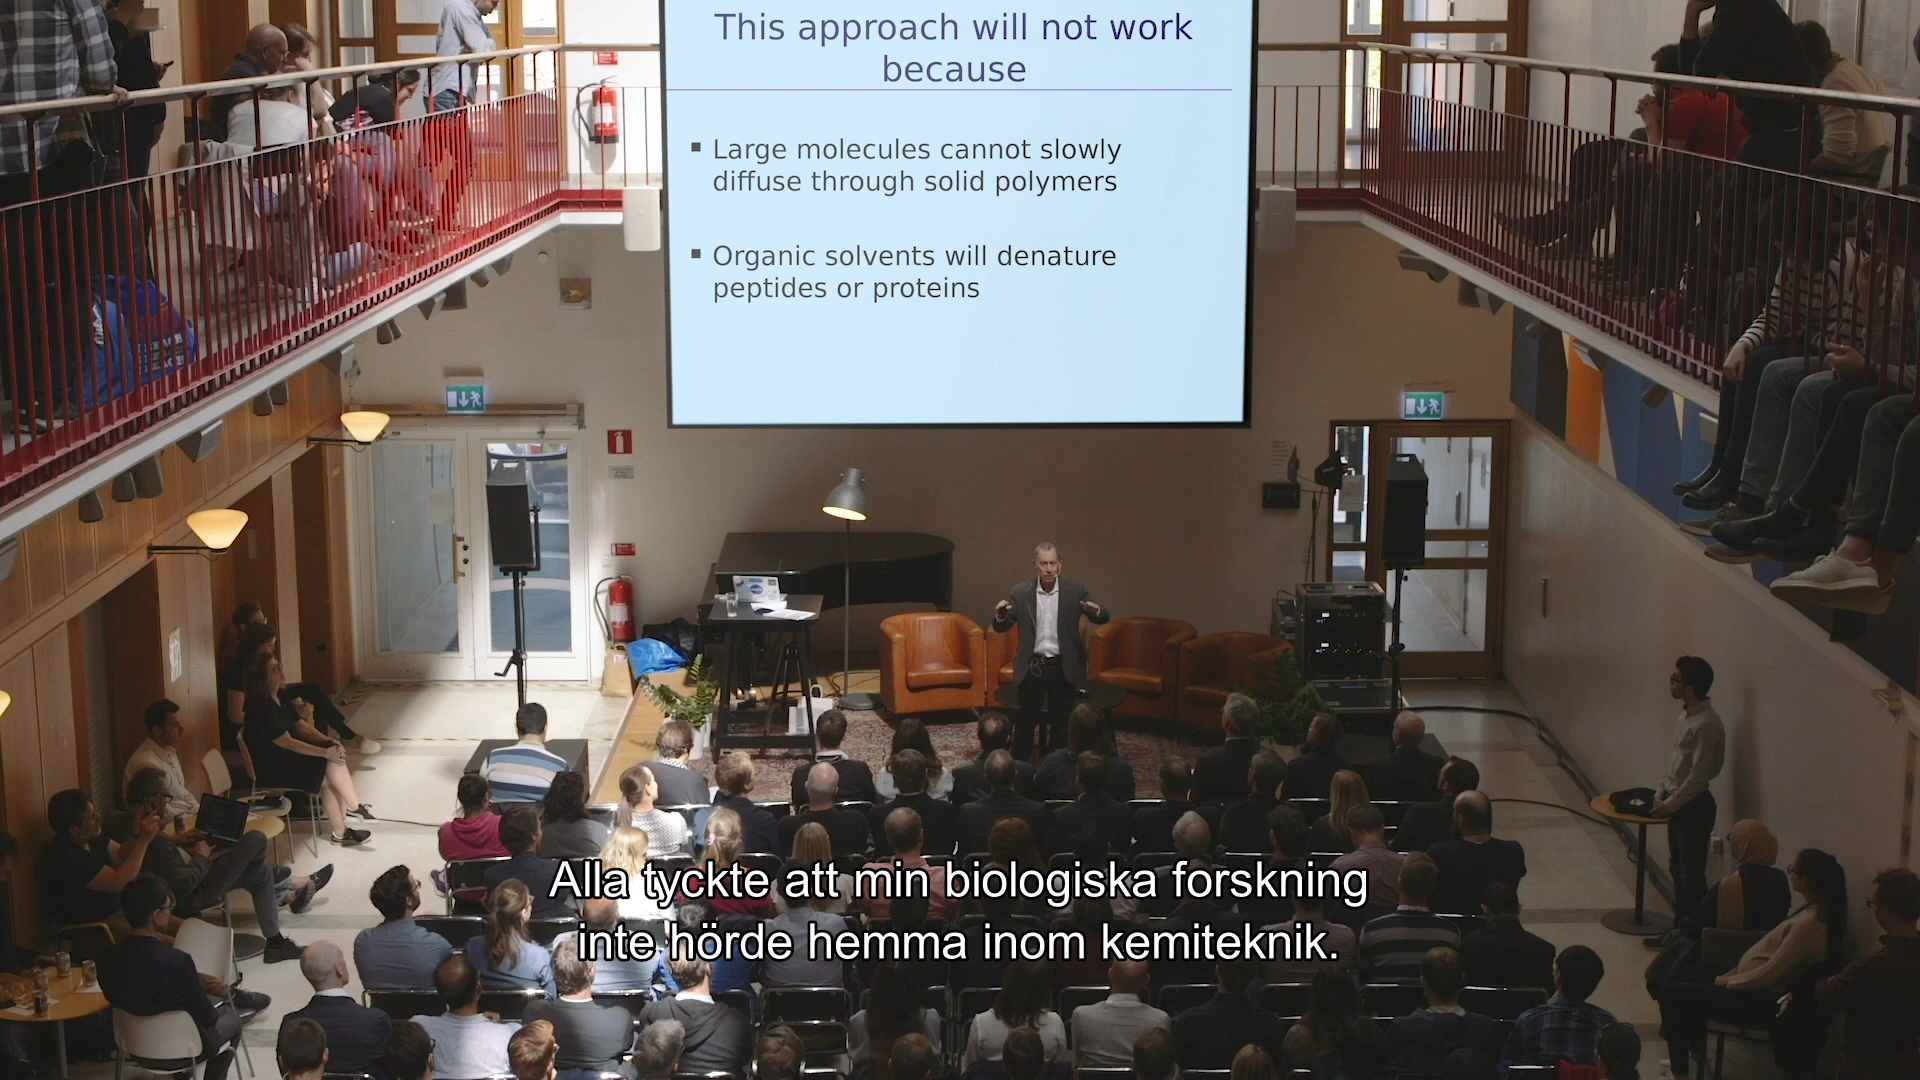 This approach will not work
because
▪ Large molecules cannot slowly
diffuse through solid polymers
▪ Organic solvents will denature
peptides or proteins
Alla tyckte att min biologiska forskning
inte hörde hemma inom kemiteknik.